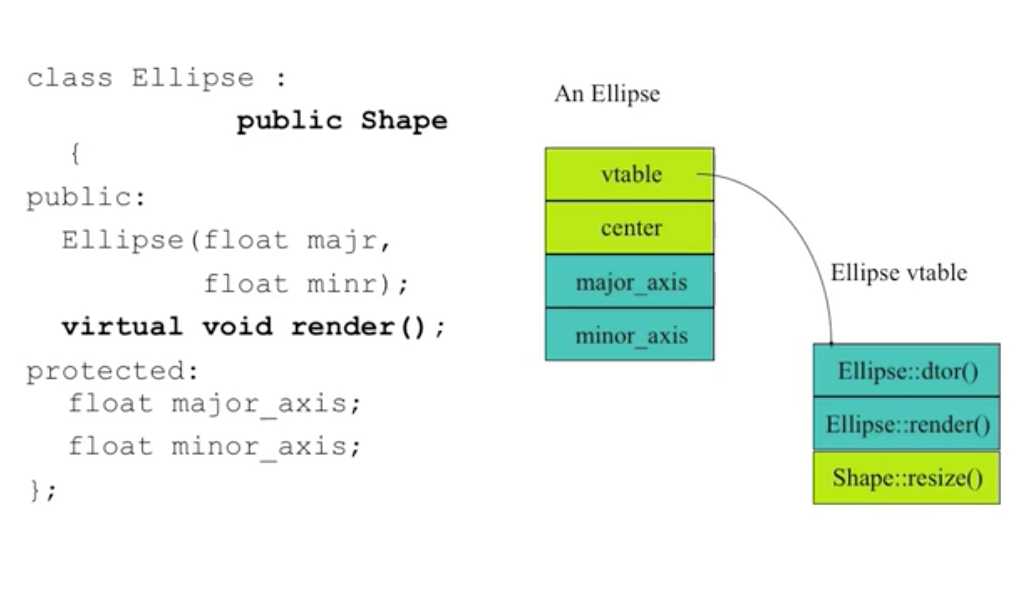 class Ellipse :
public Shape
{
public:
Ellipse(float majr,
float minr);
virtual void render();
protected:
float major_axis;
float minor_axis;
};
An Ellipse
vtable
center
major_axis
minor_axis
Ellipse vtable
Ellipse::dtor()
Ellipse::render()
Shape::resize()